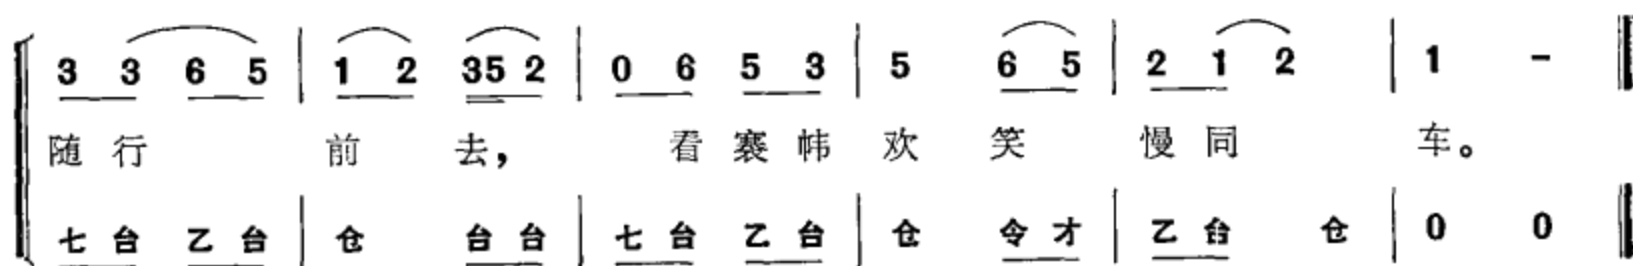 3 3 6 5 | 1 2 35 2 | 0 6 5 3 | 5 6 5 | 2 1 2 | 1 -
随行 前 去， 看褰帏欢 笑 慢同 车。
七台 乙台 | 仓 台台 | 七台 乙台 | 仓 令才 | 乙台 仓 | 0 0